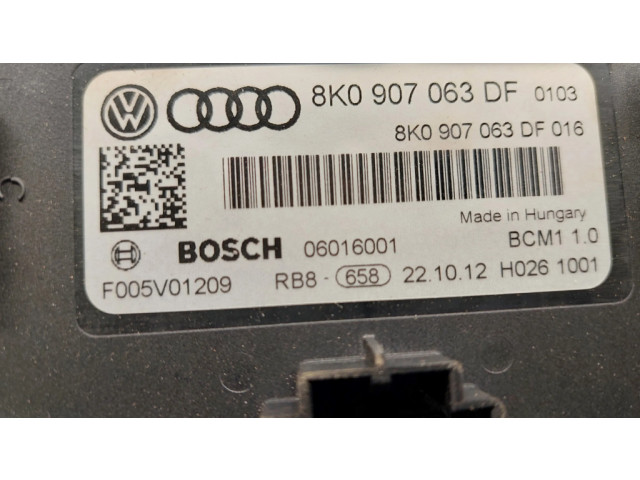 8K0 907 063 DF 0103
8K0 907 063 DF 016
Made in Hungary
BOSCH 06016001 BCM1 1.0
F005V01209 RB8 - 658 22.10.12 H026 1001